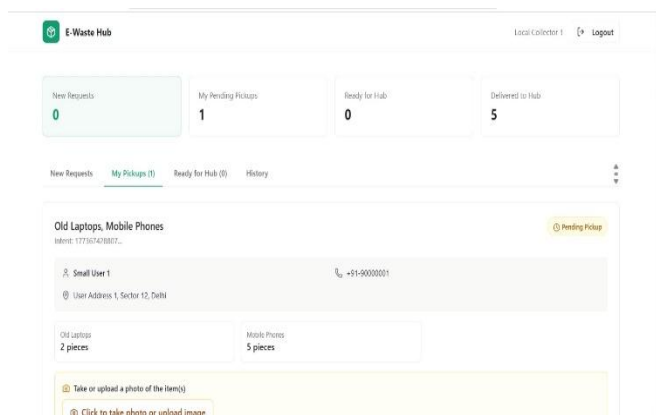 E-Waste Hub
Local Collector 1 Logout
New Requests My Pending Pickups Ready for Hub Delivered to Hub
0 1 0 5
New Requests My Pickups (1) Ready for Hub (0) History
Old Laptops, Mobile Phones Pending Pickup
Small User 1 +91-90000001
User Address 1, Sector 12, Delhi
Old Laptops Mobile Phones
2 pieces 5 pieces
Take or upload a photo of the item(s)
Click to take photo or upload image